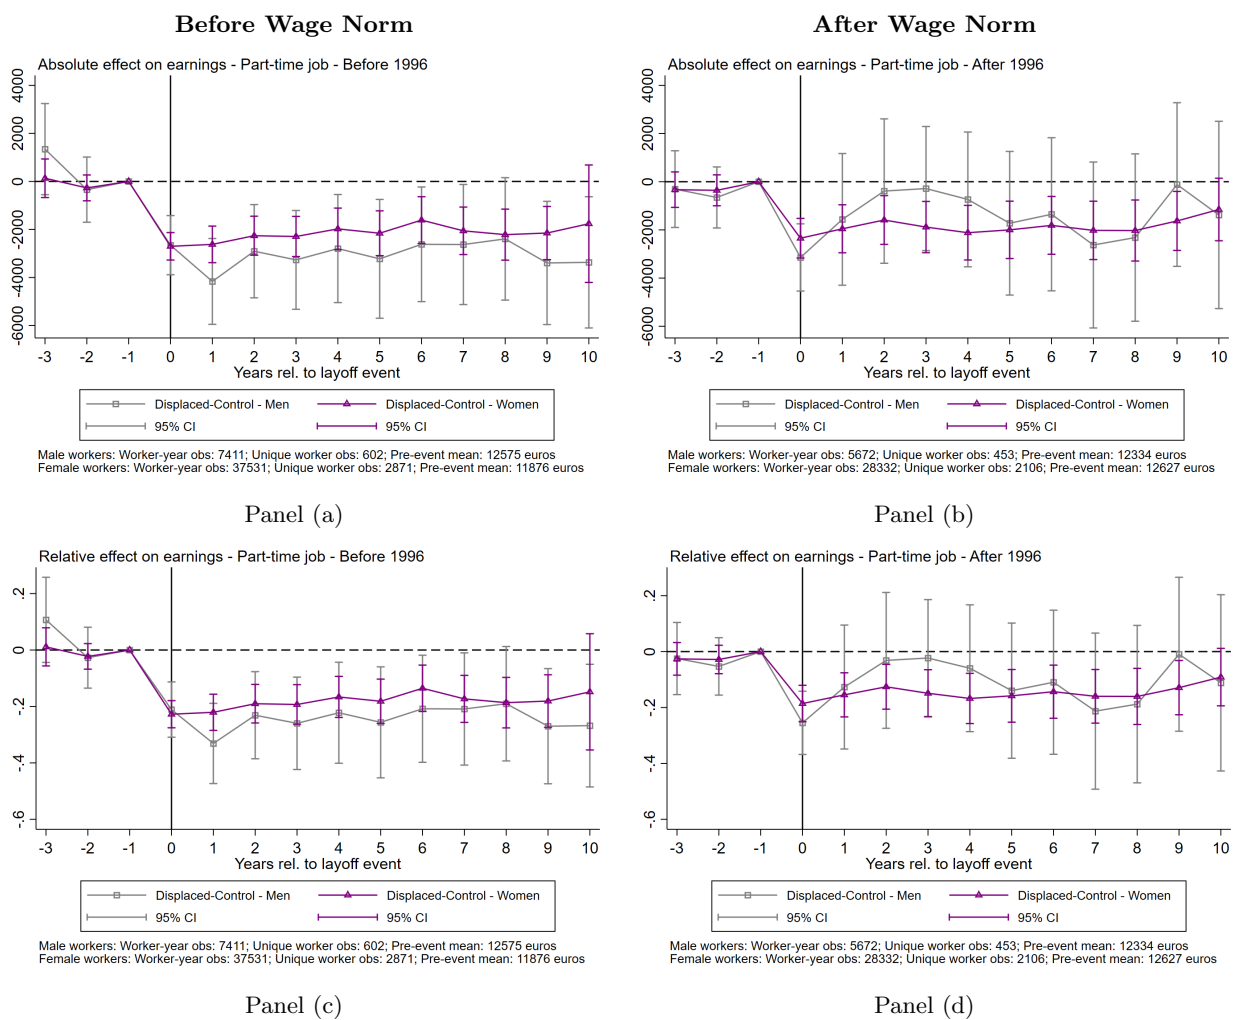 Before Wage Norm
After Wage Norm
Absolute effect on earnings - Part-time job - Before 1996
4000
2000
0
-2000
-4000
-6000
-3 -2 -1 0 1 2 3 4 5 6 7 8 9 10
Years rel. to layoff event
Displaced-Control - Men
Displaced-Control - Women
95% CI
95% CI
Male workers: Worker-year obs: 7411; Unique worker obs: 602; Pre-event mean: 12575 euros
Female workers: Worker-year obs: 37531; Unique worker obs: 2871; Pre-event mean: 11876 euros
Panel (a)
Absolute effect on earnings - Part-time job - After 1996
4000
2000
0
-2000
-4000
-6000
-3 -2 -1 0 1 2 3 4 5 6 7 8 9 10
Years rel. to layoff event
Displaced-Control - Men
Displaced-Control - Women
95% CI
95% CI
Male workers: Worker-year obs: 5672; Unique worker obs: 453; Pre-event mean: 12334 euros
Female workers: Worker-year obs: 28332; Unique worker obs: 2106; Pre-event mean: 12627 euros
Panel (b)
Relative effect on earnings - Part-time job - Before 1996
.2
0
-.2
-.4
-.6
-3 -2 -1 0 1 2 3 4 5 6 7 8 9 10
Years rel. to layoff event
Displaced-Control - Men
Displaced-Control - Women
95% CI
95% CI
Male workers: Worker-year obs: 7411; Unique worker obs: 602; Pre-event mean: 12575 euros
Female workers: Worker-year obs: 37531; Unique worker obs: 2871; Pre-event mean: 11876 euros
Panel (c)
Relative effect on earnings - Part-time job - After 1996
.2
0
-.2
-.4
-.6
-3 -2 -1 0 1 2 3 4 5 6 7 8 9 10
Years rel. to layoff event
Displaced-Control - Men
Displaced-Control - Women
95% CI
95% CI
Male workers: Worker-year obs: 5672; Unique worker obs: 453; Pre-event mean: 12334 euros
Female workers: Worker-year obs: 28332; Unique worker obs: 2106; Pre-event mean: 12627 euros
Panel (d)